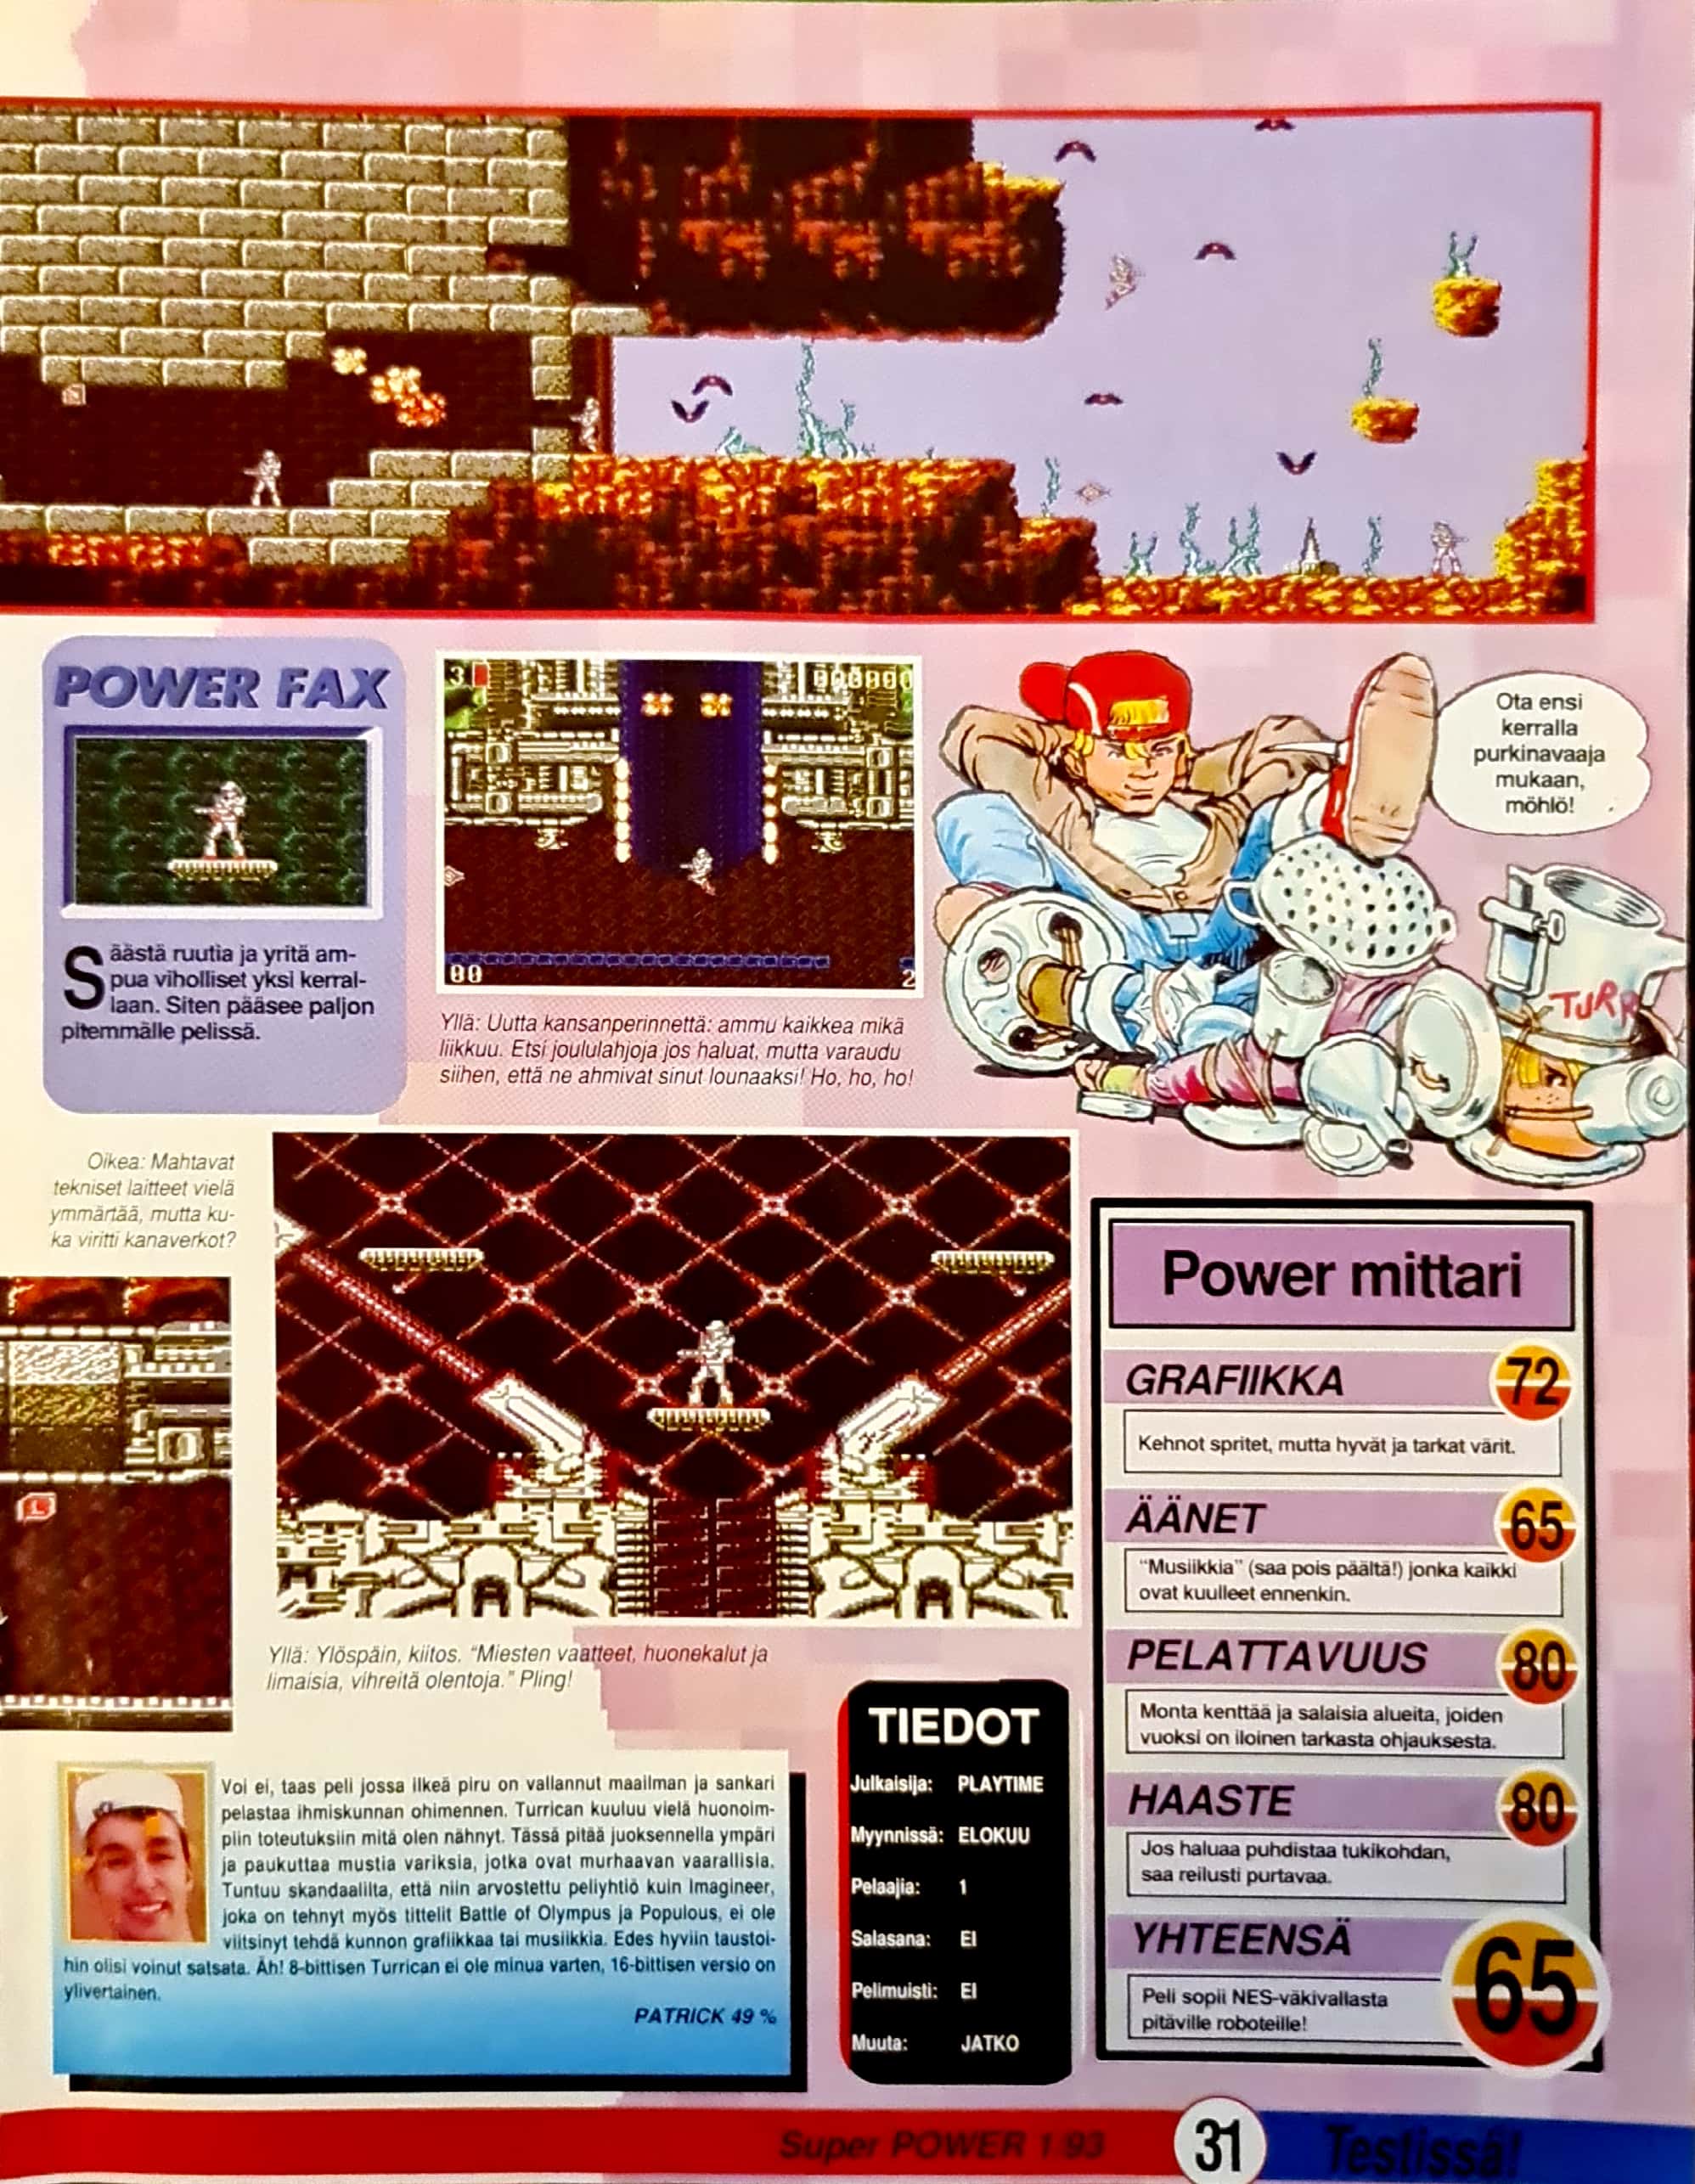 POWER FAX
Säästä ruutia ja yritä am-
pua viholliset yksi kerral-
laan. Siten pääsee paljon
pitemmälle pelissä.
3
000000
00
2
Yllä: Uutta kansanperinnettä: ammu kaikkea mikä
liikkuu. Etsi joululahjoja jos haluat, mutta varaudu
siihen, että ne ahmivat sinut lounaaksi! Ho, ho, ho!
Ota ensi
kerralla
purkinavaaja
mukaan,
möhlö!
TURR
Oikea: Mahtavat
tekniset laitteet vielä
ymmärtää, mutta ku-
ka viritti kanaverkot?
L
Yllä: Ylöspäin, kiitos. “Miesten vaatteet, huonekalut ja
limaisia, vihreitä olentoja.” Pling!
Voi ei, taas peli jossa ilkeä piru on vallannut maailman ja sankari
pelastaa ihmiskunnan ohimennen. Turrican kuuluu vielä huonoim-
piin toteutuksiin mitä olen nähnyt. Tässä pitää juoksennella ympäri
ja paukuttaa mustia variksia, jotka ovat murhaavan vaarallisia.
Tuntuu skandaalilta, että niin arvostettu peliyhtiö kuin Imagineer,
joka on tehnyt myös tittelit Battle of Olympus ja Populous, ei ole
viitsinyt tehdä kunnon grafiikkaa tai musiikkia. Edes hyviin taustoi-
hin olisi voinut satsata. Äh! 8-bittisen Turrican ei ole minua varten, 16-bittisen versio on
ylivertainen.
PATRICK 49 %
TIEDOT
Julkaisija: PLAYTIME
Myynnissä: ELOKUU
Pelaajia: 1
Salasana: EI
Pelimuisti: EI
Muuta: JATKO
Power mittari
GRAFIIKKA 72
Kehnot spritet, mutta hyvät ja tarkat värit.
ÄÄNET 65
“Musiikkia” (saa pois päältä!) jonka kaikki
ovat kuulleet ennenkin.
PELATTAVUUS 80
Monta kenttää ja salaisia alueita, joiden
vuoksi on iloinen tarkasta ohjauksesta.
HAASTE 80
Jos haluaa puhdistaa tukikohdan,
saa reilusti purtavaa.
YHTEENSÄ 65
Peli sopii NES-väkivallasta
pitäville roboteille!
Super POWER 1 93
31
Testissä!